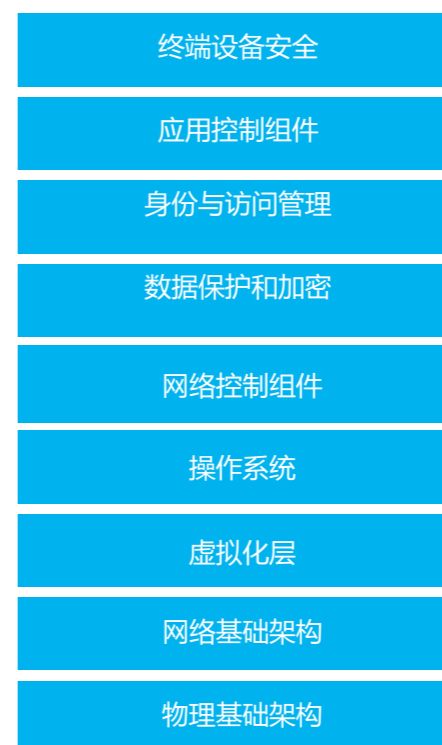 终端设备安全
应用控制组件
身份与访问管理
数据保护和加密
网络控制组件
操作系统
虚拟化层
网络基础架构
物理基础架构